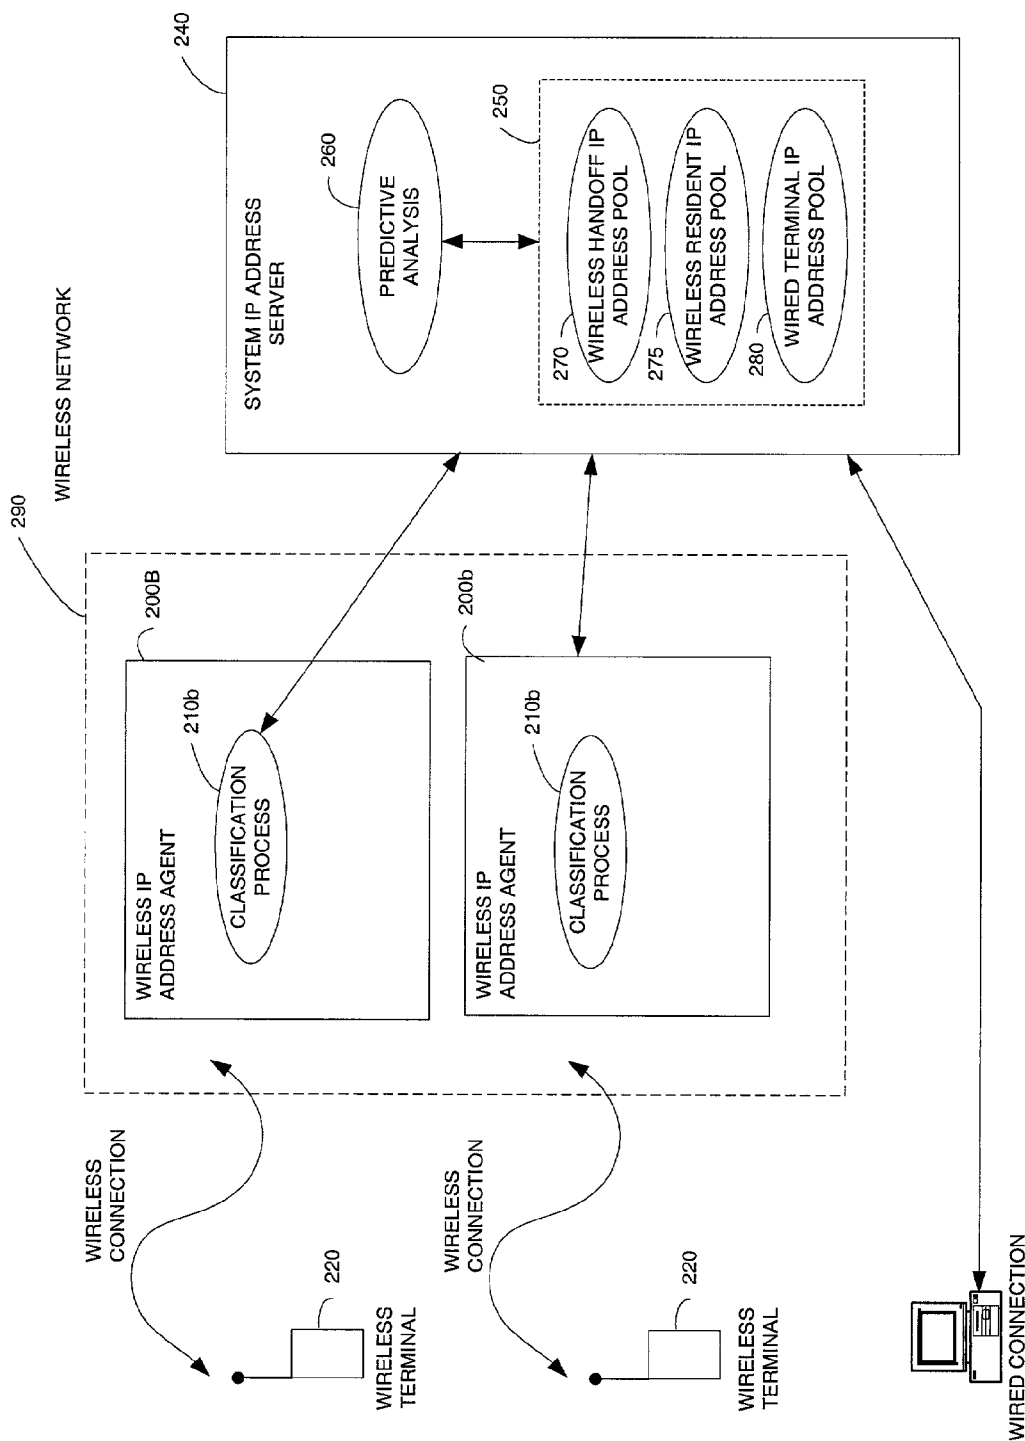 WIRELESS NETWORK
290
240
SYSTEM IP ADDRESS
SERVER
260
PREDICTIVE
ANALYSIS
250
270
WIRELESS HANDOFF IP
ADDRESS POOL
275
WIRELESS RESIDENT IP
ADDRESS POOL
280
WIRED TERMINAL IP
ADDRESS POOL
200B
WIRELESS IP
ADDRESS AGENT
210b
CLASSIFICATION
PROCESS
200b
WIRELESS IP
ADDRESS AGENT
210b
CLASSIFICATION
PROCESS
WIRELESS
CONNECTION
220
WIRELESS
TERMINAL
WIRELESS
CONNECTION
220
WIRELESS
TERMINAL
WIRED CONNECTION